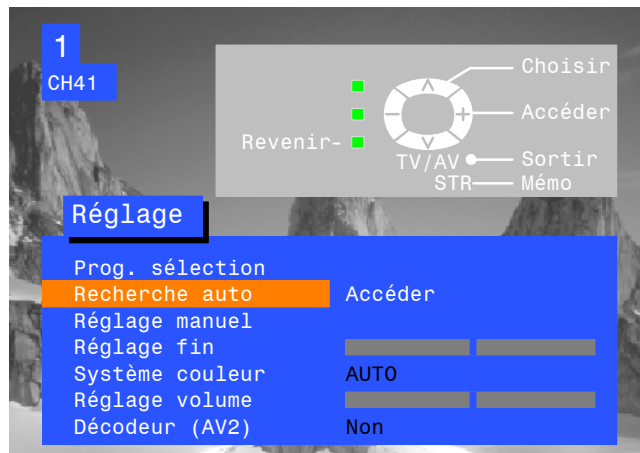 1
CH41
Choisir
Accéder
Revenir
TV/AV Sortir
STR Mémo
Réglage
Prog. sélection
Recherche auto Accéder
Réglage manuel
Réglage fin
Système couleur AUTO
Réglage volume
Décodeur (AV2) Non